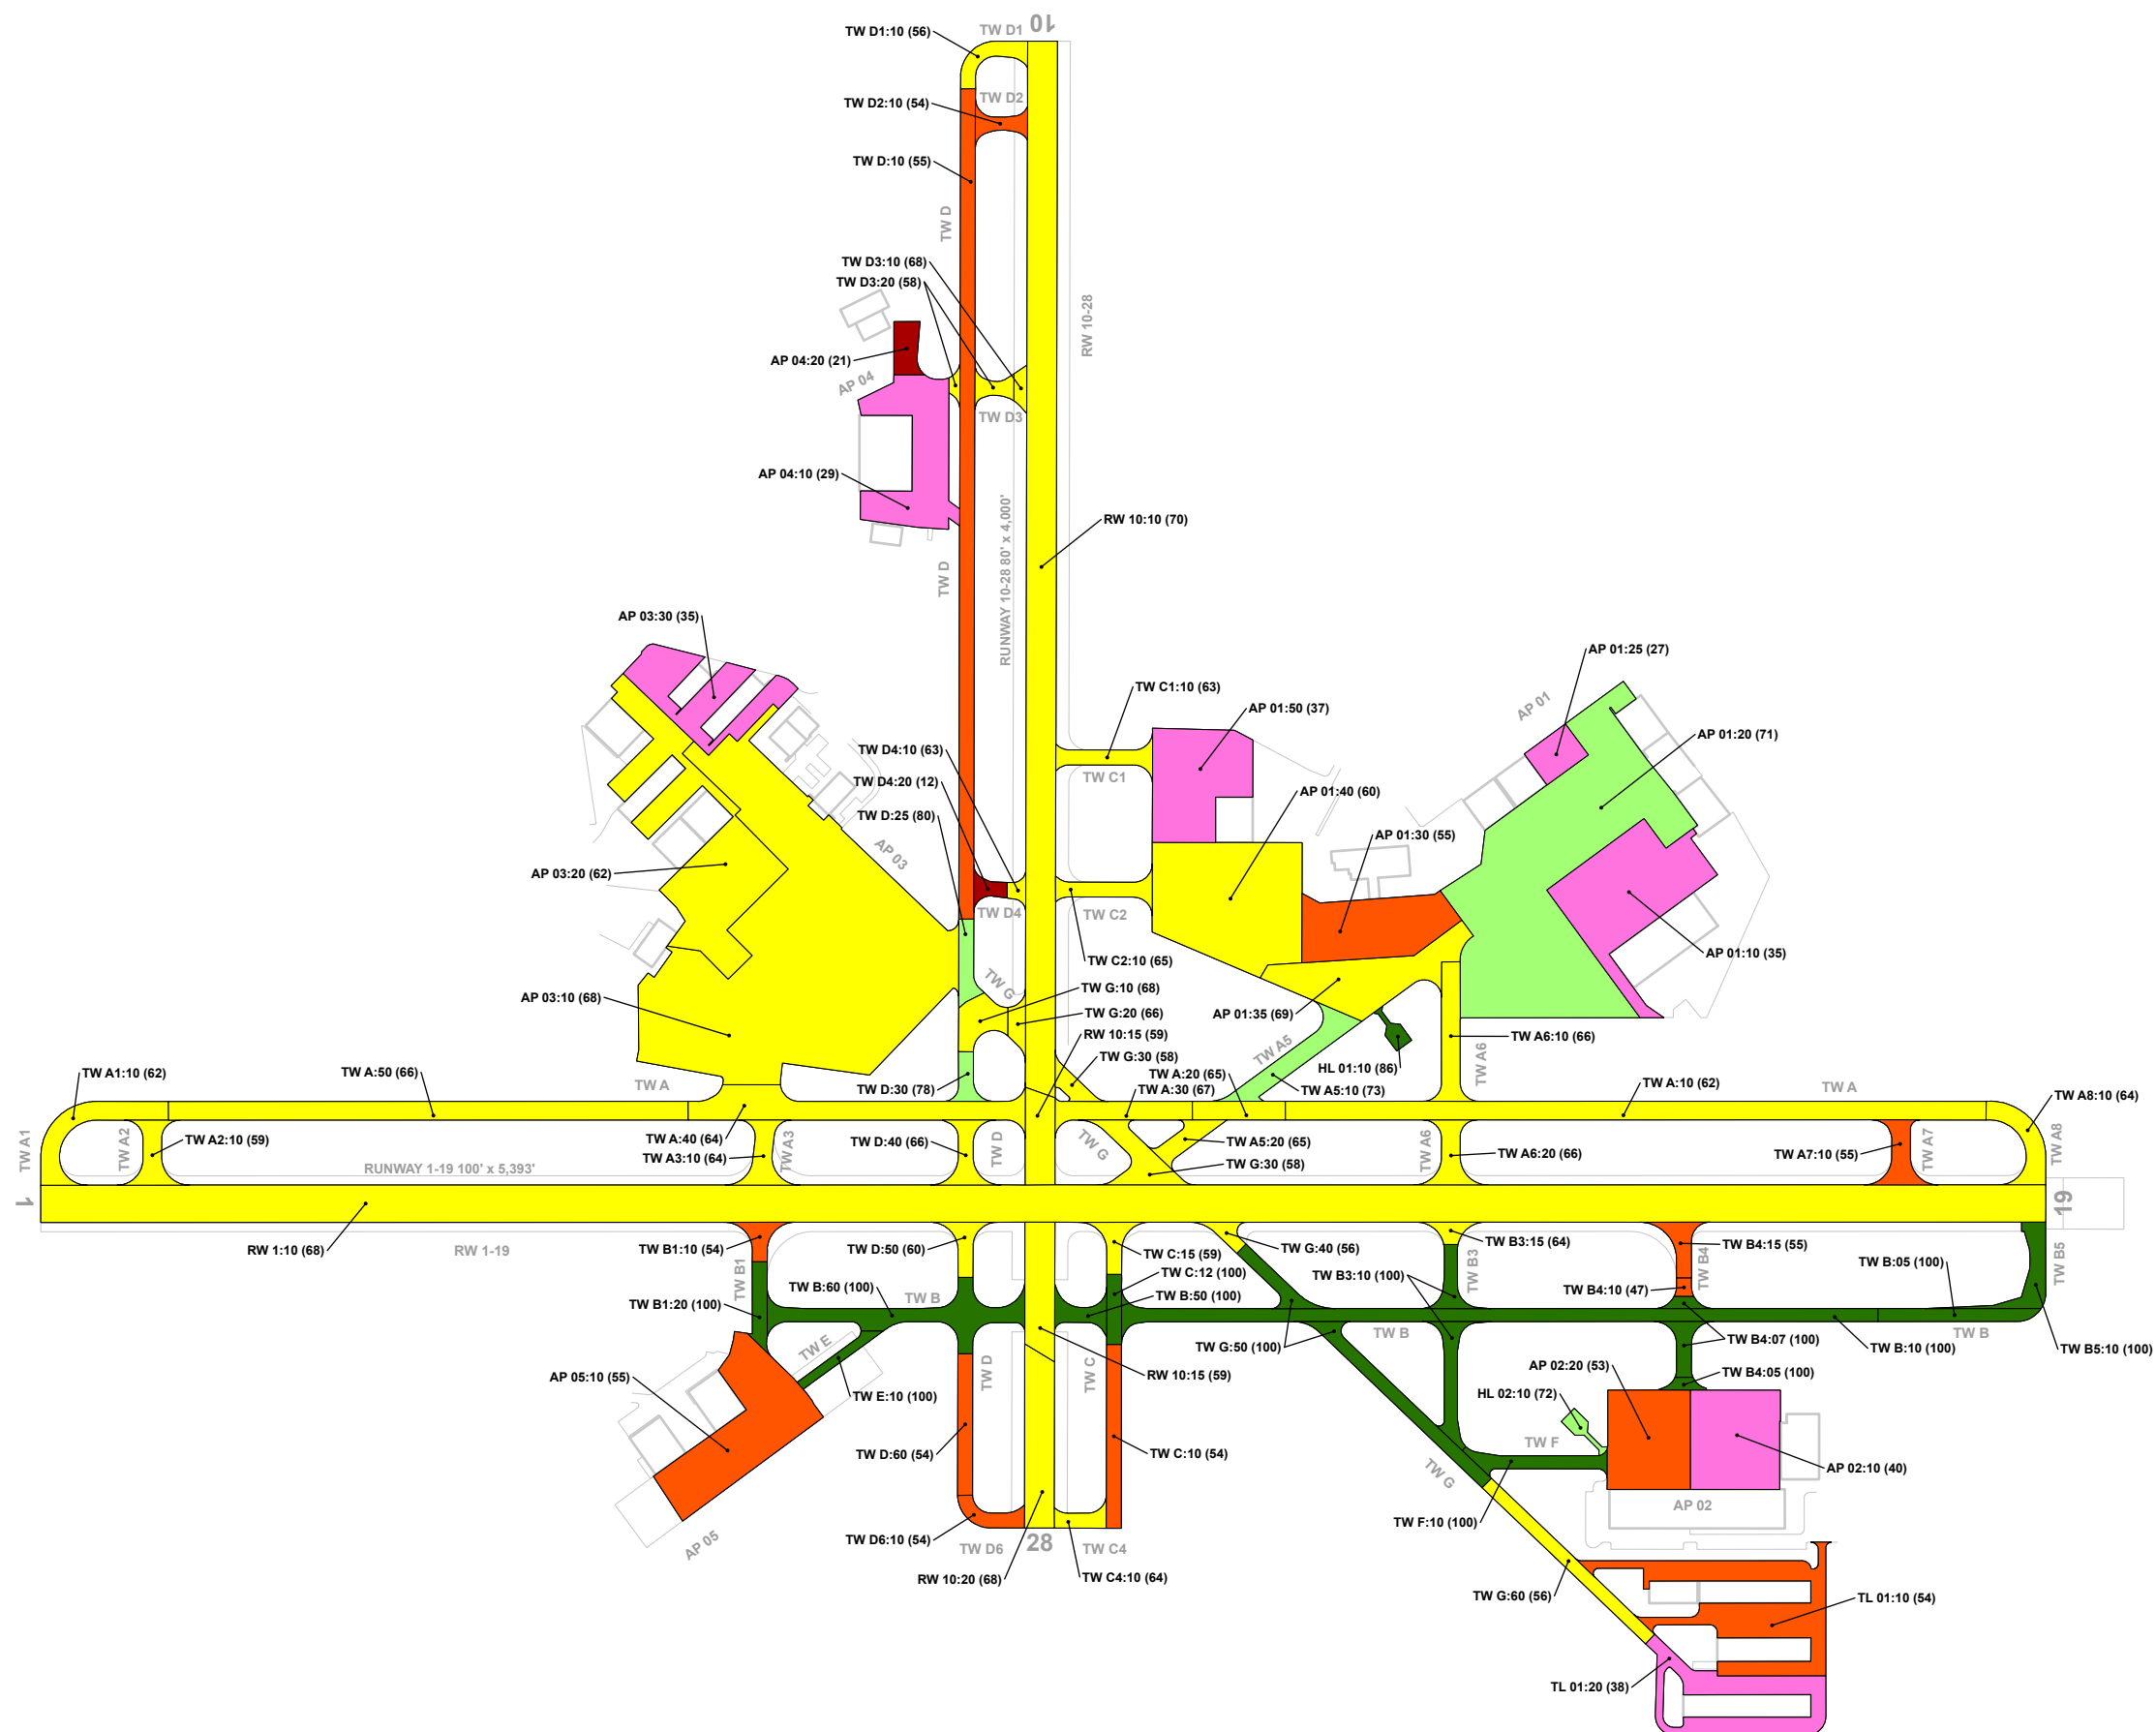 TW D1
10
TW D1:10 (56)
TW D2
TW D2:10 (54)
TW D:10 (55)
TW D
TW D3:10 (68)
TW D3:20 (58)
RW 10-28
AP 04:20 (21)
AP 04
TW D3
AP 04:10 (29)
RW 10:10 (70)
TW D
RUNWAY 10-28 80' x 4,000'
AP 03:30 (35)
AP 01:25 (27)
TW C1:10 (63)
AP 01
AP 01:50 (37)
AP 01:20 (71)
TW D4:10 (63)
TW C1
TW D4:20 (12)
AP 01:40 (60)
TW D:25 (80)
AP 01:30 (55)
AP 03
AP 03:20 (62)
TW D4
TW C2
AP 01:10 (35)
TW C2:10 (65)
TW G
TW G:10 (68)
AP 03:10 (68)
TW G:20 (66)
AP 01:35 (69)
RW 10:15 (59)
TW A6:10 (66)
TW A5
TW A6
TW G:30 (58)
HL 01:10 (86)
TW A1:10 (62)
TW A:50 (66)
TW A
TW D:30 (78)
TW A:20 (65)
TW A:30 (67)
TW A5:10 (73)
TW A:10 (62)
TW A
TW A8:10 (64)
TW A1
TW A2
TW A2:10 (59)
TW A:40 (64)
TW A3:10 (64)
TW A3
TW D:40 (66)
TW D
TW G
TW A5:20 (65)
TW A6
TW A6:20 (66)
TW A7:10 (55)
TW A7
TW A8
RUNWAY 1-19 100' x 5,393'
TW G:30 (58)
1
19
RW 1:10 (68)
RW 1-19
TW B1:10 (54)
TW D:50 (60)
TW C:15 (59)
TW G:40 (56)
TW B3
TW B3:15 (64)
TW B4:15 (55)
TW B4
TW B5
TW B1
TW C:12 (100)
TW B3:10 (100)
TW B:05 (100)
TW B:60 (100)
TW B
TW B:50 (100)
TW B4:10 (47)
TW B1:20 (100)
TW E
TW G:50 (100)
TW B
TW B4:07 (100)
TW B:10 (100)
TW B
TW B5:10 (100)
AP 05:10 (55)
TW D
TW C
RW 10:15 (59)
AP 02:20 (53)
TW B4:05 (100)
TW E:10 (100)
HL 02:10 (72)
TW D:60 (54)
TW C:10 (54)
TW F
TW G
AP 02:10 (40)
AP 02
TW F:10 (100)
AP 05
TW D6:10 (54)
TW D6
28
TW C4
RW 10:20 (68)
TW C4:10 (64)
TW G:60 (56)
TL 01:10 (54)
TL 01:20 (38)